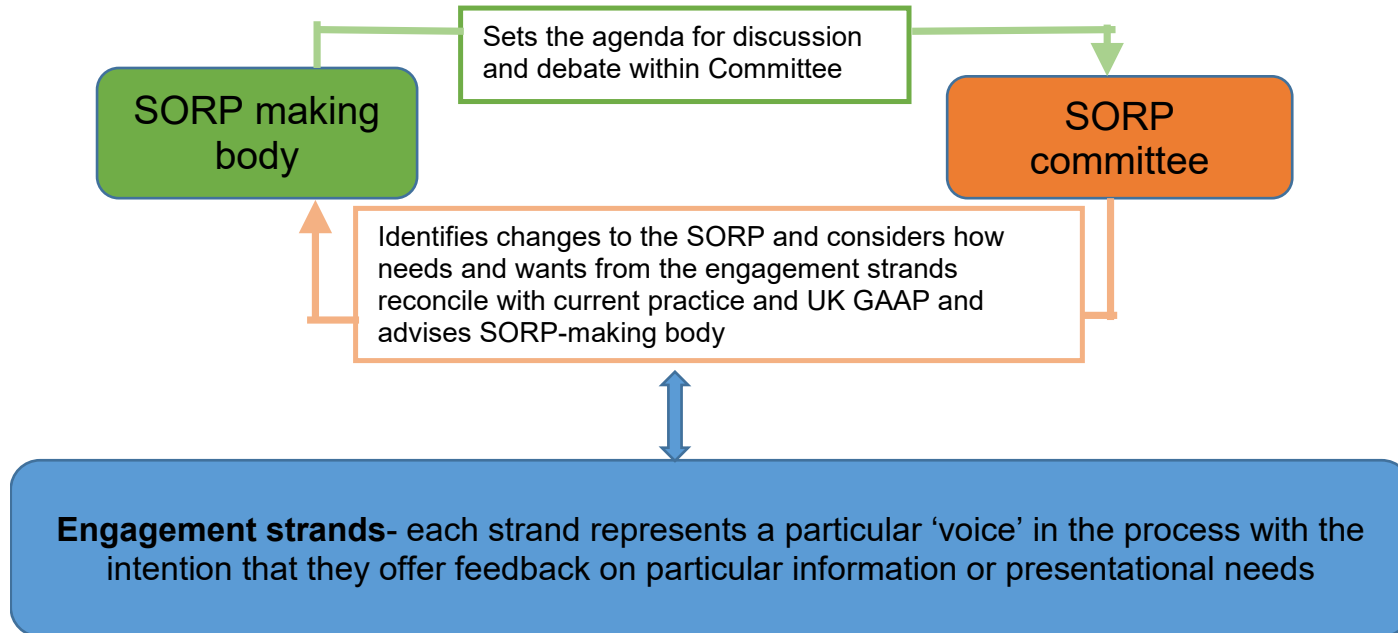 Sets the agenda for discussion
and debate within Committee
SORP making
body
SORP
committee
Identifies changes to the SORP and considers how
needs and wants from the engagement strands
reconcile with current practice and UK GAAP and
advises SORP-making body
Engagement strands- each strand represents a particular ‘voice’ in the process with the
intention that they offer feedback on particular information or presentational needs